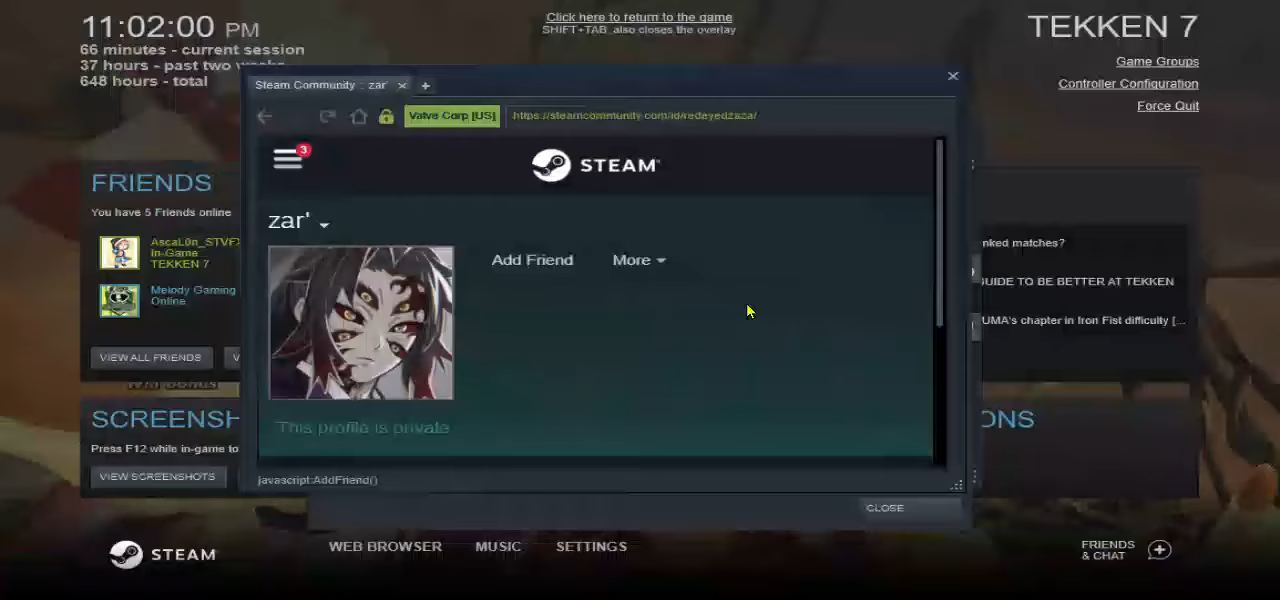 11:02:00 PM
66 minutes - current session
37 hours - past two weeks
648 hours - total
Click here to return to the game
SHIFT+TAB also closes the overlay
TEKKEN 7
Game Groups
Controller Configuration
Force Quit
Steam Community :: zar'
Valve Corp [US]
https://steamcommunity.com/id/redeyedzaza/
3
STEAM
zar'
Add Friend
More
This profile is private
javascript:AddFriend()
CLOSE
FRIENDS
You have 5 Friends online
AscaL0n_STVF
In-Game
TEKKEN 7
Melody Gaming
Online
VIEW ALL FRIENDS
V
nked matches?
UIDE TO BE BETTER AT TEKKEN
UMA's chapter in Iron Fist difficulty [...
SCREENSH
Press F12 while in-game to
VIEW SCREENSHOTS
ONS
STEAM
WEB BROWSER
MUSIC
SETTINGS
FRIENDS
& CHAT